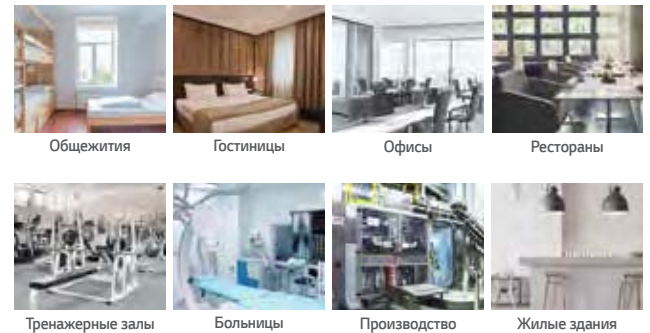 Общежития
Гостиницы
Офисы
Рестораны
Тренажерные залы
Больницы
Производство
Жилые здания